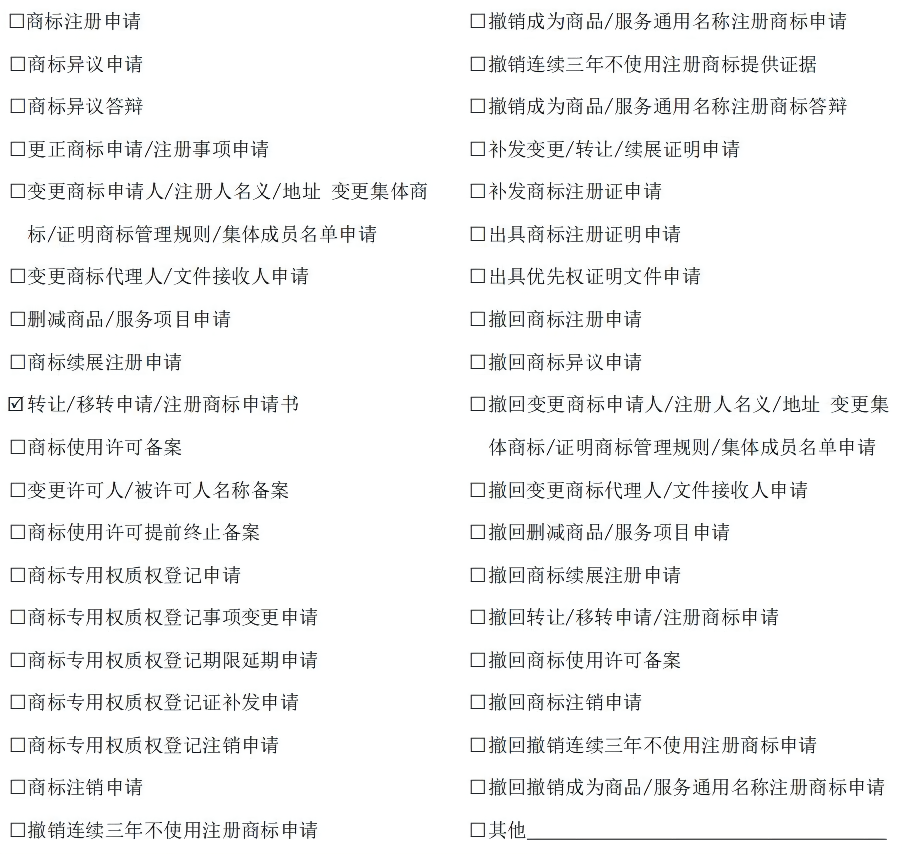 ☐商标注册申请
☐商标异议申请
☐商标异议答辩
☐更正商标申请/注册事项申请
☐变更商标申请人/注册人名义/地址 变更集体商
标/证明商标管理规则/集体成员名单申请
☐变更商标代理人/文件接收人申请
☐删减商品/服务项目申请
☐商标续展注册申请
☑转让/移转申请/注册商标申请书
☐商标使用许可备案
☐变更许可人/被许可人名称备案
☐商标使用许可提前终止备案
☐商标专用权质权登记申请
☐商标专用权质权登记事项变更申请
☐商标专用权质权登记期限延期申请
☐商标专用权质权登记证补发申请
☐商标专用权质权登记注销申请
☐商标注销申请
☐撤销连续三年不使用注册商标申请
☐撤销成为商品/服务通用名称注册商标申请
☐撤销连续三年不使用注册商标提供证据
☐撤销成为商品/服务通用名称注册商标答辩
☐补发变更/转让/续展证明申请
☐补发商标注册证申请
☐出具商标注册证明申请
☐出具优先权证明文件申请
☐撤回商标注册申请
☐撤回商标异议申请
☐撤回变更商标申请人/注册人名义/地址 变更集
体商标/证明商标管理规则/集体成员名单申请
☐撤回变更商标代理人/文件接收人申请
☐撤回删减商品/服务项目申请
☐撤回商标续展注册申请
☐撤回转让/移转申请/注册商标申请
☐撤回商标使用许可备案
☐撤回商标注销申请
☐撤回撤销连续三年不使用注册商标申请
☐撤回撤销成为商品/服务通用名称注册商标申请
☐其他